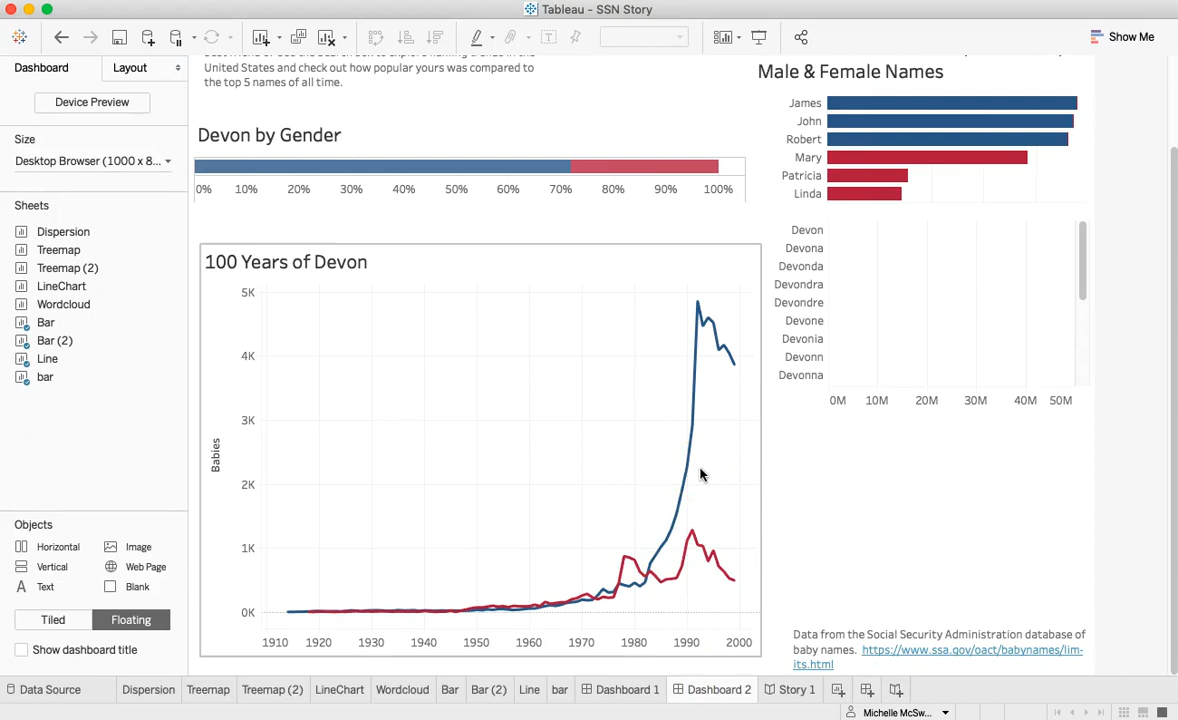 Tableau - SSN Story
Show Me
Dashboard
Layout
Device Preview
Size
Desktop Browser (1000 x 8...
Sheets
Dispersion
Treemap
Treemap (2)
LineChart
Wordcloud
Bar
Bar (2)
Line
bar
Objects
Horizontal
Image
Vertical
Web Page
Text
Blank
Tiled
Floating
Show dashboard title
United States and check out how popular yours was compared to
the top 5 names of all time.
Devon by Gender
0% 10% 20% 30% 40% 50% 60% 70% 80% 90% 100%
100 Years of Devon
5K
4K
3K
2K
1K
0K
Babies
1910 1920 1930 1940 1950 1960 1970 1980 1990 2000
Male & Female Names
James
John
Robert
Mary
Patricia
Linda
Devon
Devona
Devonda
Devondra
Devondre
Devone
Devonia
Devonn
Devonna
0M 10M 20M 30M 40M 50M
Data from the Social Security Administration database of
baby names. https://www.ssa.gov/oact/babynames/lim-
its.html
Data Source Dispersion Treemap Treemap (2) LineChart Wordcloud Bar Bar (2) Line bar Dashboard 1 Dashboard 2 Story 1
Michelle McSw...